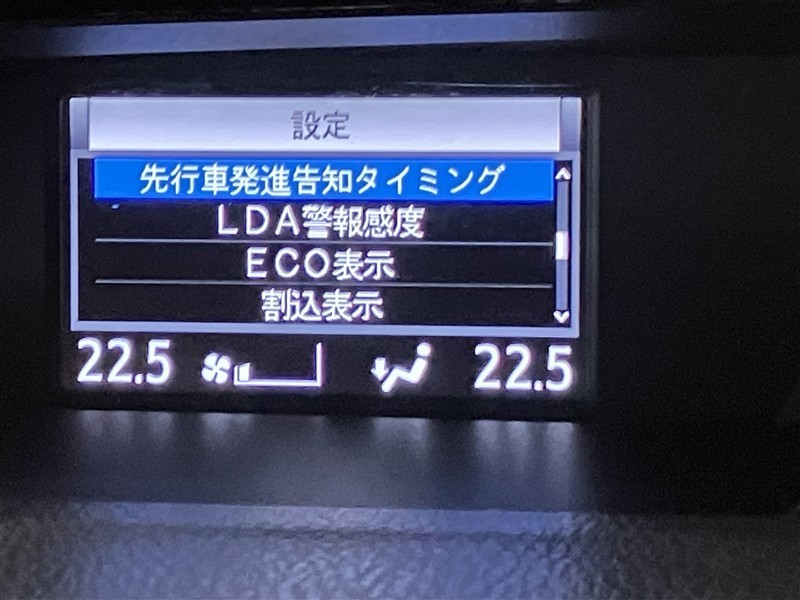 設定
先行車発進告知タイミング
LDA警報感度
ECO表示
割込表示
22.5 22.5